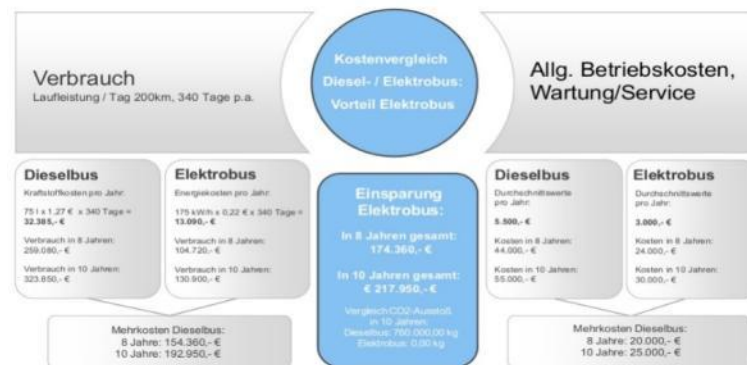 Verbrauch
Laufleistung / Tag 200km, 340 Tage p.a.
Kostenvergleich
Diesel- / Elektrobus:
Vorteil Elektrobus
Allg. Betriebskosten,
Wartung/Service
Dieselbus
Kraftstoffkosten pro Jahr:
75 l x 1,27 € x 340 Tage =
32.385,- €
Verbrauch in 8 Jahren:
259.080,- €
Verbrauch in 10 Jahren:
323.850,- €
Elektrobus
Energiekosten pro Jahr:
175 kW/h x 0,22 € x 340 Tage =
13.090,- €
Verbrauch in 8 Jahren:
104.720,- €
Verbrauch in 10 Jahren:
130.900,- €
Mehrkosten Dieselbus:
8 Jahre: 154.360,- €
10 Jahre: 192.950,- €
Einsparung
Elektrobus:
In 8 Jahren gesamt:
174.360,- €
In 10 Jahren gesamt:
€ 217.950,- €
Vergleich CO2-Ausstoß
in 10 Jahren:
Dieselbus: 760.000,00 kg
Elektrobus: 0,00 kg
Dieselbus
Durchschnittswerte
pro Jahr:
5.500,- €
Kosten in 8 Jahren:
44.000,- €
Kosten in 10 Jahren:
55.000,- €
Elektrobus
Durchschnittswerte
pro Jahr:
3.000,- €
Kosten in 8 Jahren:
24.000,- €
Kosten in 10 Jahren:
30.000,- €
Mehrkosten Dieselbus:
8 Jahre: 20.000,- €
10 Jahre: 25.000,- €